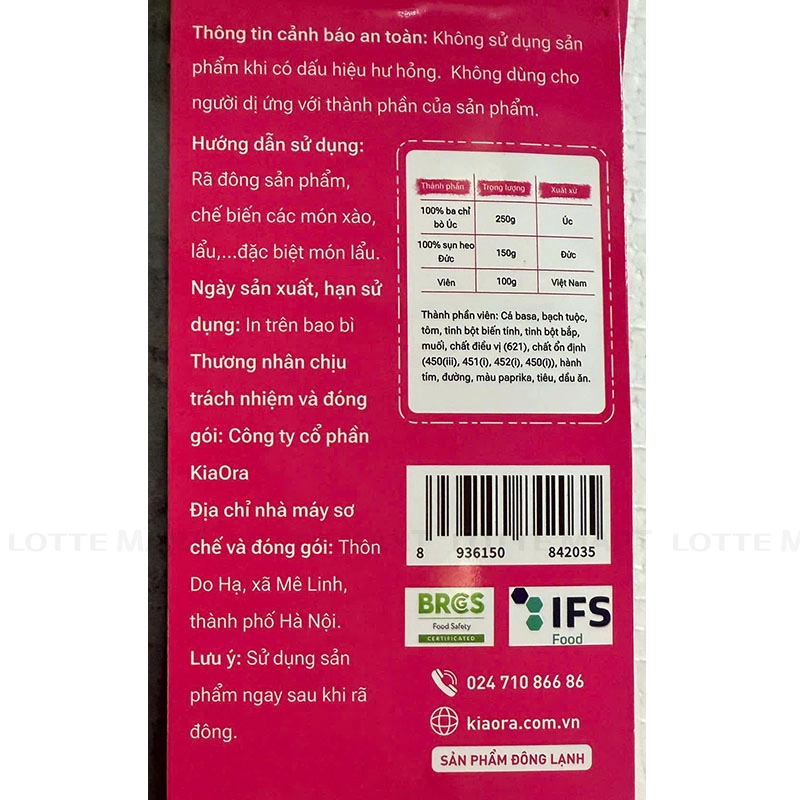 Thông tin cảnh báo an toàn: Không sử dụng sản
phẩm khi có dấu hiệu hư hỏng. Không dùng cho
người dị ứng với thành phần của sản phẩm.
Hướng dẫn sử dụng:
Rã đông sản phẩm,
chế biến các món xào,
lẩu,...đặc biệt món lẩu.
Ngày sản xuất, hạn sử
dụng: In trên bao bì
Thương nhân chịu
trách nhiệm và đóng
gói: Công ty cổ phần
KiaOra
Địa chỉ nhà máy sơ
chế và đóng gói: Thôn
Do Hạ, xã Mê Linh,
thành phố Hà Nội.
Lưu ý: Sử dụng sản
phẩm ngay sau khi rã
đông.
Thành phần Trọng lượng Xuất xứ
100% ba chỉ
bò Úc 250g Úc
100% sụn heo
Đức 150g Đức
Viên 100g Việt Nam
Thành phần viên: Cá basa, bạch tuộc,
tôm, tinh bột biến tính, tinh bột bắp,
muối, chất điều vị (621), chất ổn định
(450(iii), 451(i), 452(i), 450(i)), hành
tím, đường, màu paprika, tiêu, dầu ăn.
8 936150 842035
BRCGS
Food Safety
CERTIFICATED
IFS
Food
024 710 866 86
kiaora.com.vn
SẢN PHẨM ĐÔNG LẠNH
LOTTE MART
LOTTE MART